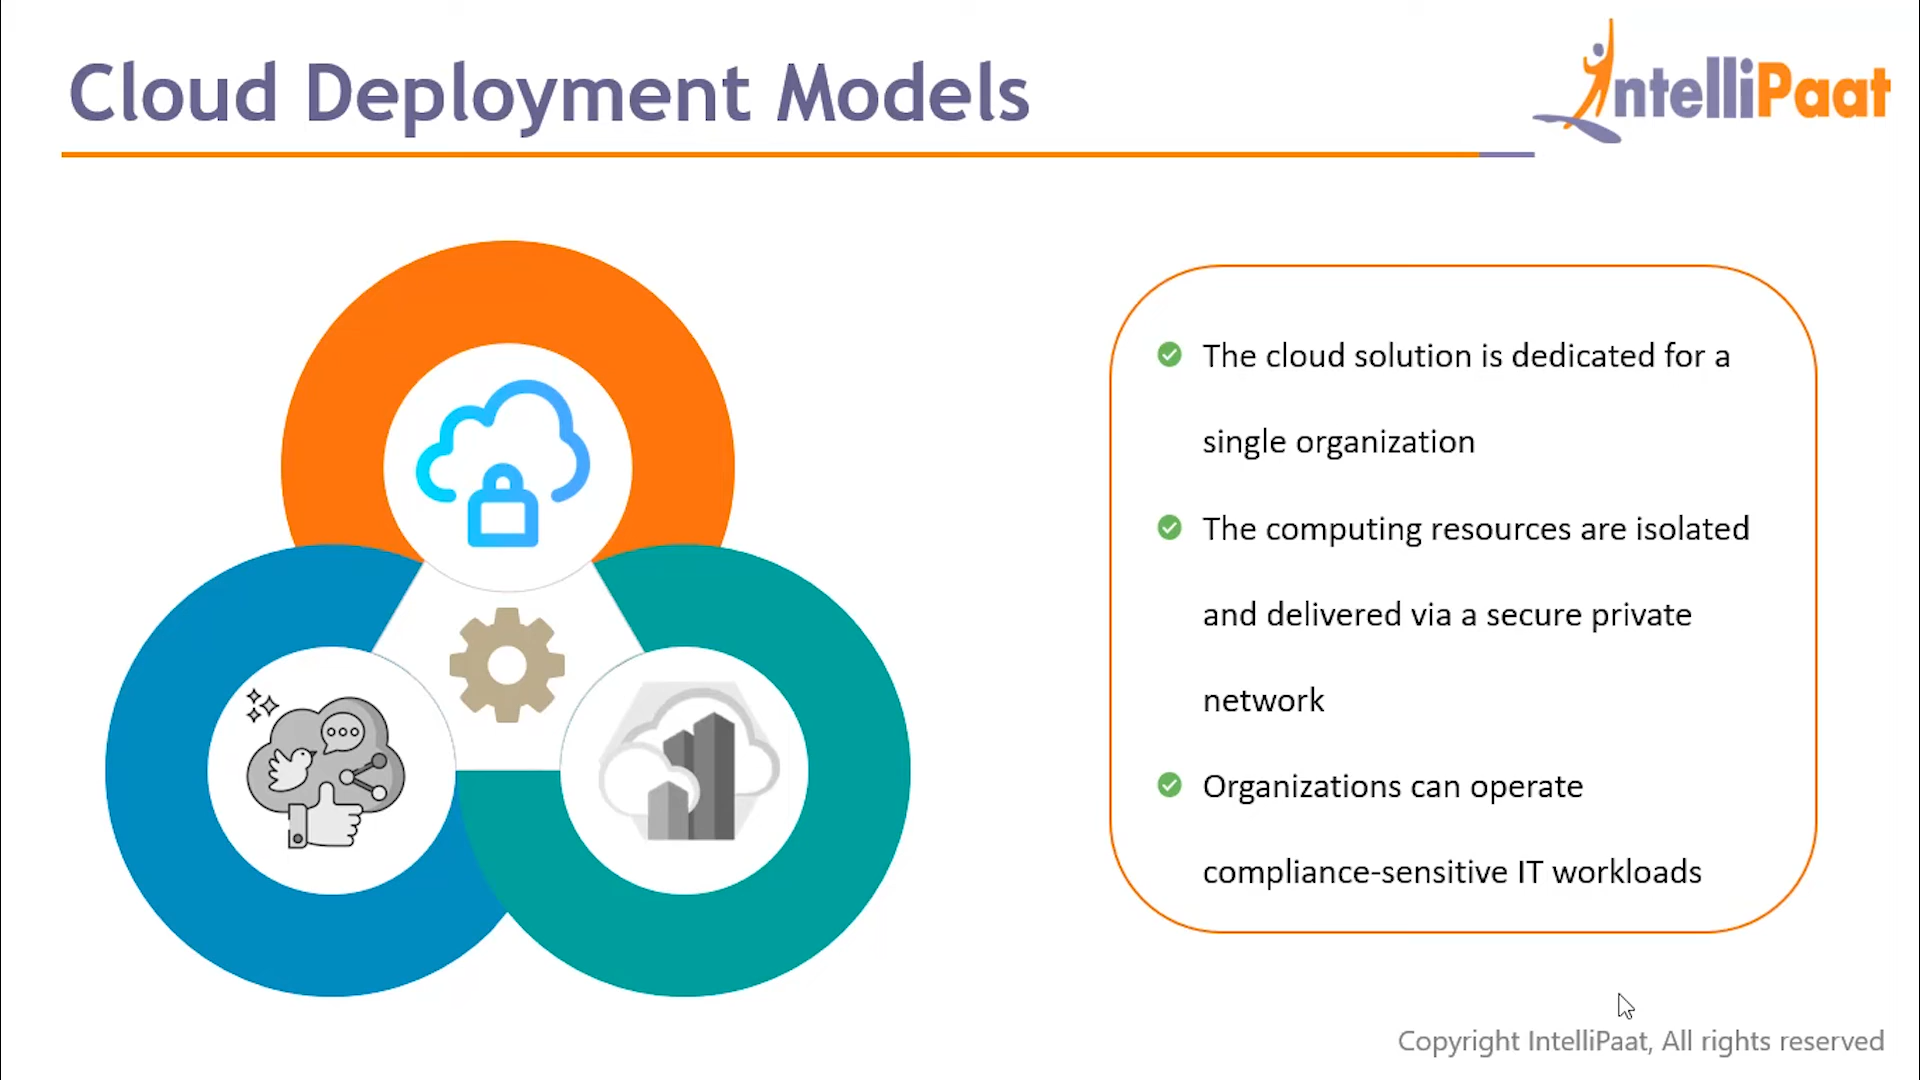 Cloud Deployment Models
IntelliPaat
The cloud solution is dedicated for a
single organization
The computing resources are isolated
and delivered via a secure private
network
Organizations can operate
compliance-sensitive IT workloads
Copyright IntelliPaat, All rights reserved